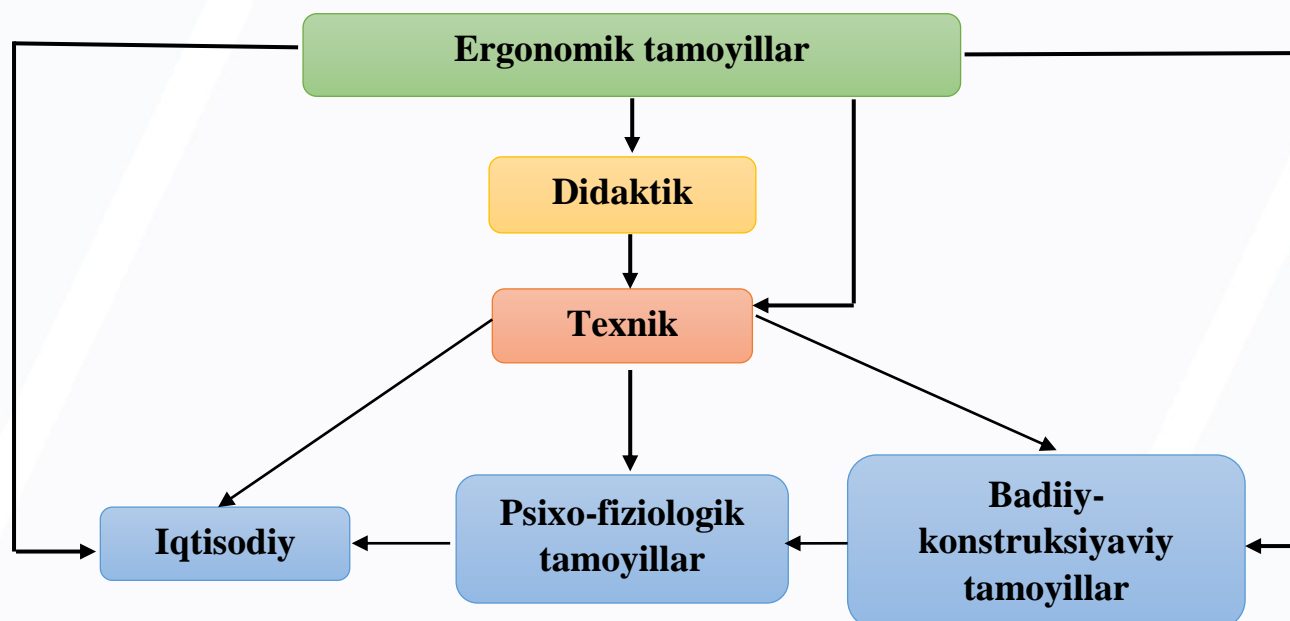 Ergonomik tamoyillar
Didaktik
Texnik
Iqtisodiy
Psixo-fiziologik
tamoyillar
Badiiy-
konstruksiyaviy
tamoyillar